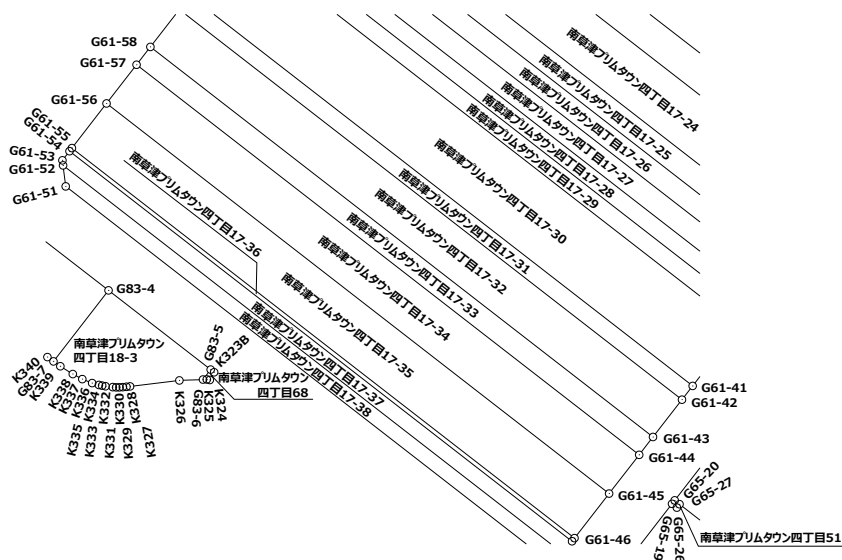 G61-58
G61-57
G61-56
G61-55
G61-54
G61-53
G61-52
G61-51
南草津プリムタウン四丁目17-24
南草津プリムタウン四丁目17-25
南草津プリムタウン四丁目17-26
南草津プリムタウン四丁目17-27
南草津プリムタウン四丁目17-28
南草津プリムタウン四丁目17-29
南草津プリムタウン四丁目17-30
南草津プリムタウン四丁目17-31
南草津プリムタウン四丁目17-32
南草津プリムタウン四丁目17-33
南草津プリムタウン四丁目17-34
南草津プリムタウン四丁目17-35
南草津プリムタウン四丁目17-36
南草津プリムタウン四丁目17-37
南草津プリムタウン四丁目17-38
G83-4
南草津プリムタウン
四丁目18-3
G83-5
K323B
南草津プリムタウン
四丁目68
K340
G83-7
K339
K338
K337
K336
K335
K334
K333
K332
K331
K330
K329
K328
K327
K326
G83-6
K325
K324
G61-41
G61-42
G61-43
G61-44
G61-45
G61-46
G65-20
G65-27
G65-19
G65-26
南草津プリムタウン四丁目51